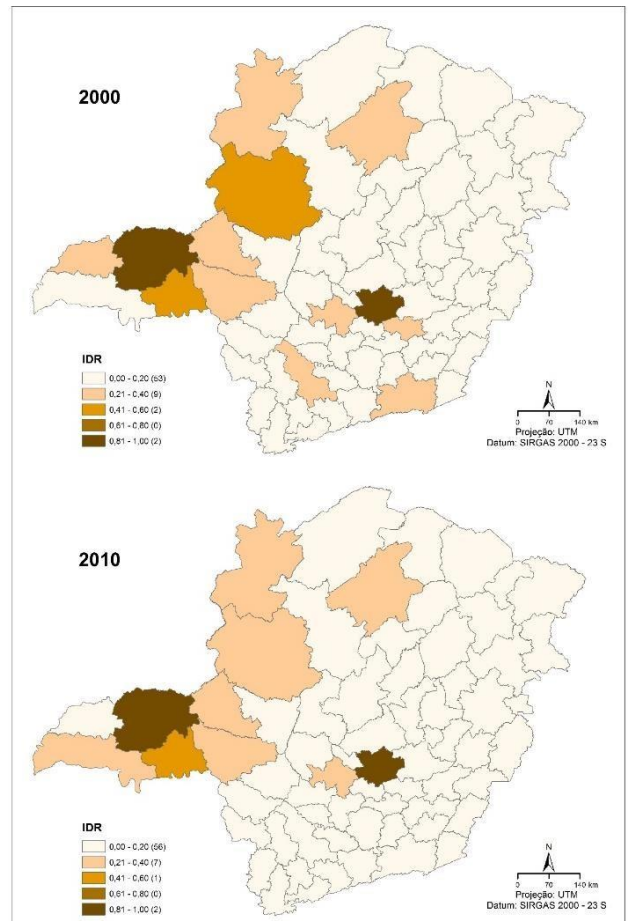 2000
IDR
0,00 - 0,20 (53)
0,21 - 0,40 (9)
0,41 - 0,60 (2)
0,61 - 0,80 (0)
0,81 - 1,00 (2)
N
0 70 140 km
Projeção: UTM
Datum: SIRGAS 2000 - 23 S
2010
IDR
0,00 - 0,20 (56)
0,21 - 0,40 (7)
0,41 - 0,60 (1)
0,61 - 0,80 (0)
0,81 - 1,00 (2)
N
0 70 140 km
Projeção: UTM
Datum: SIRGAS 2000 - 23 S